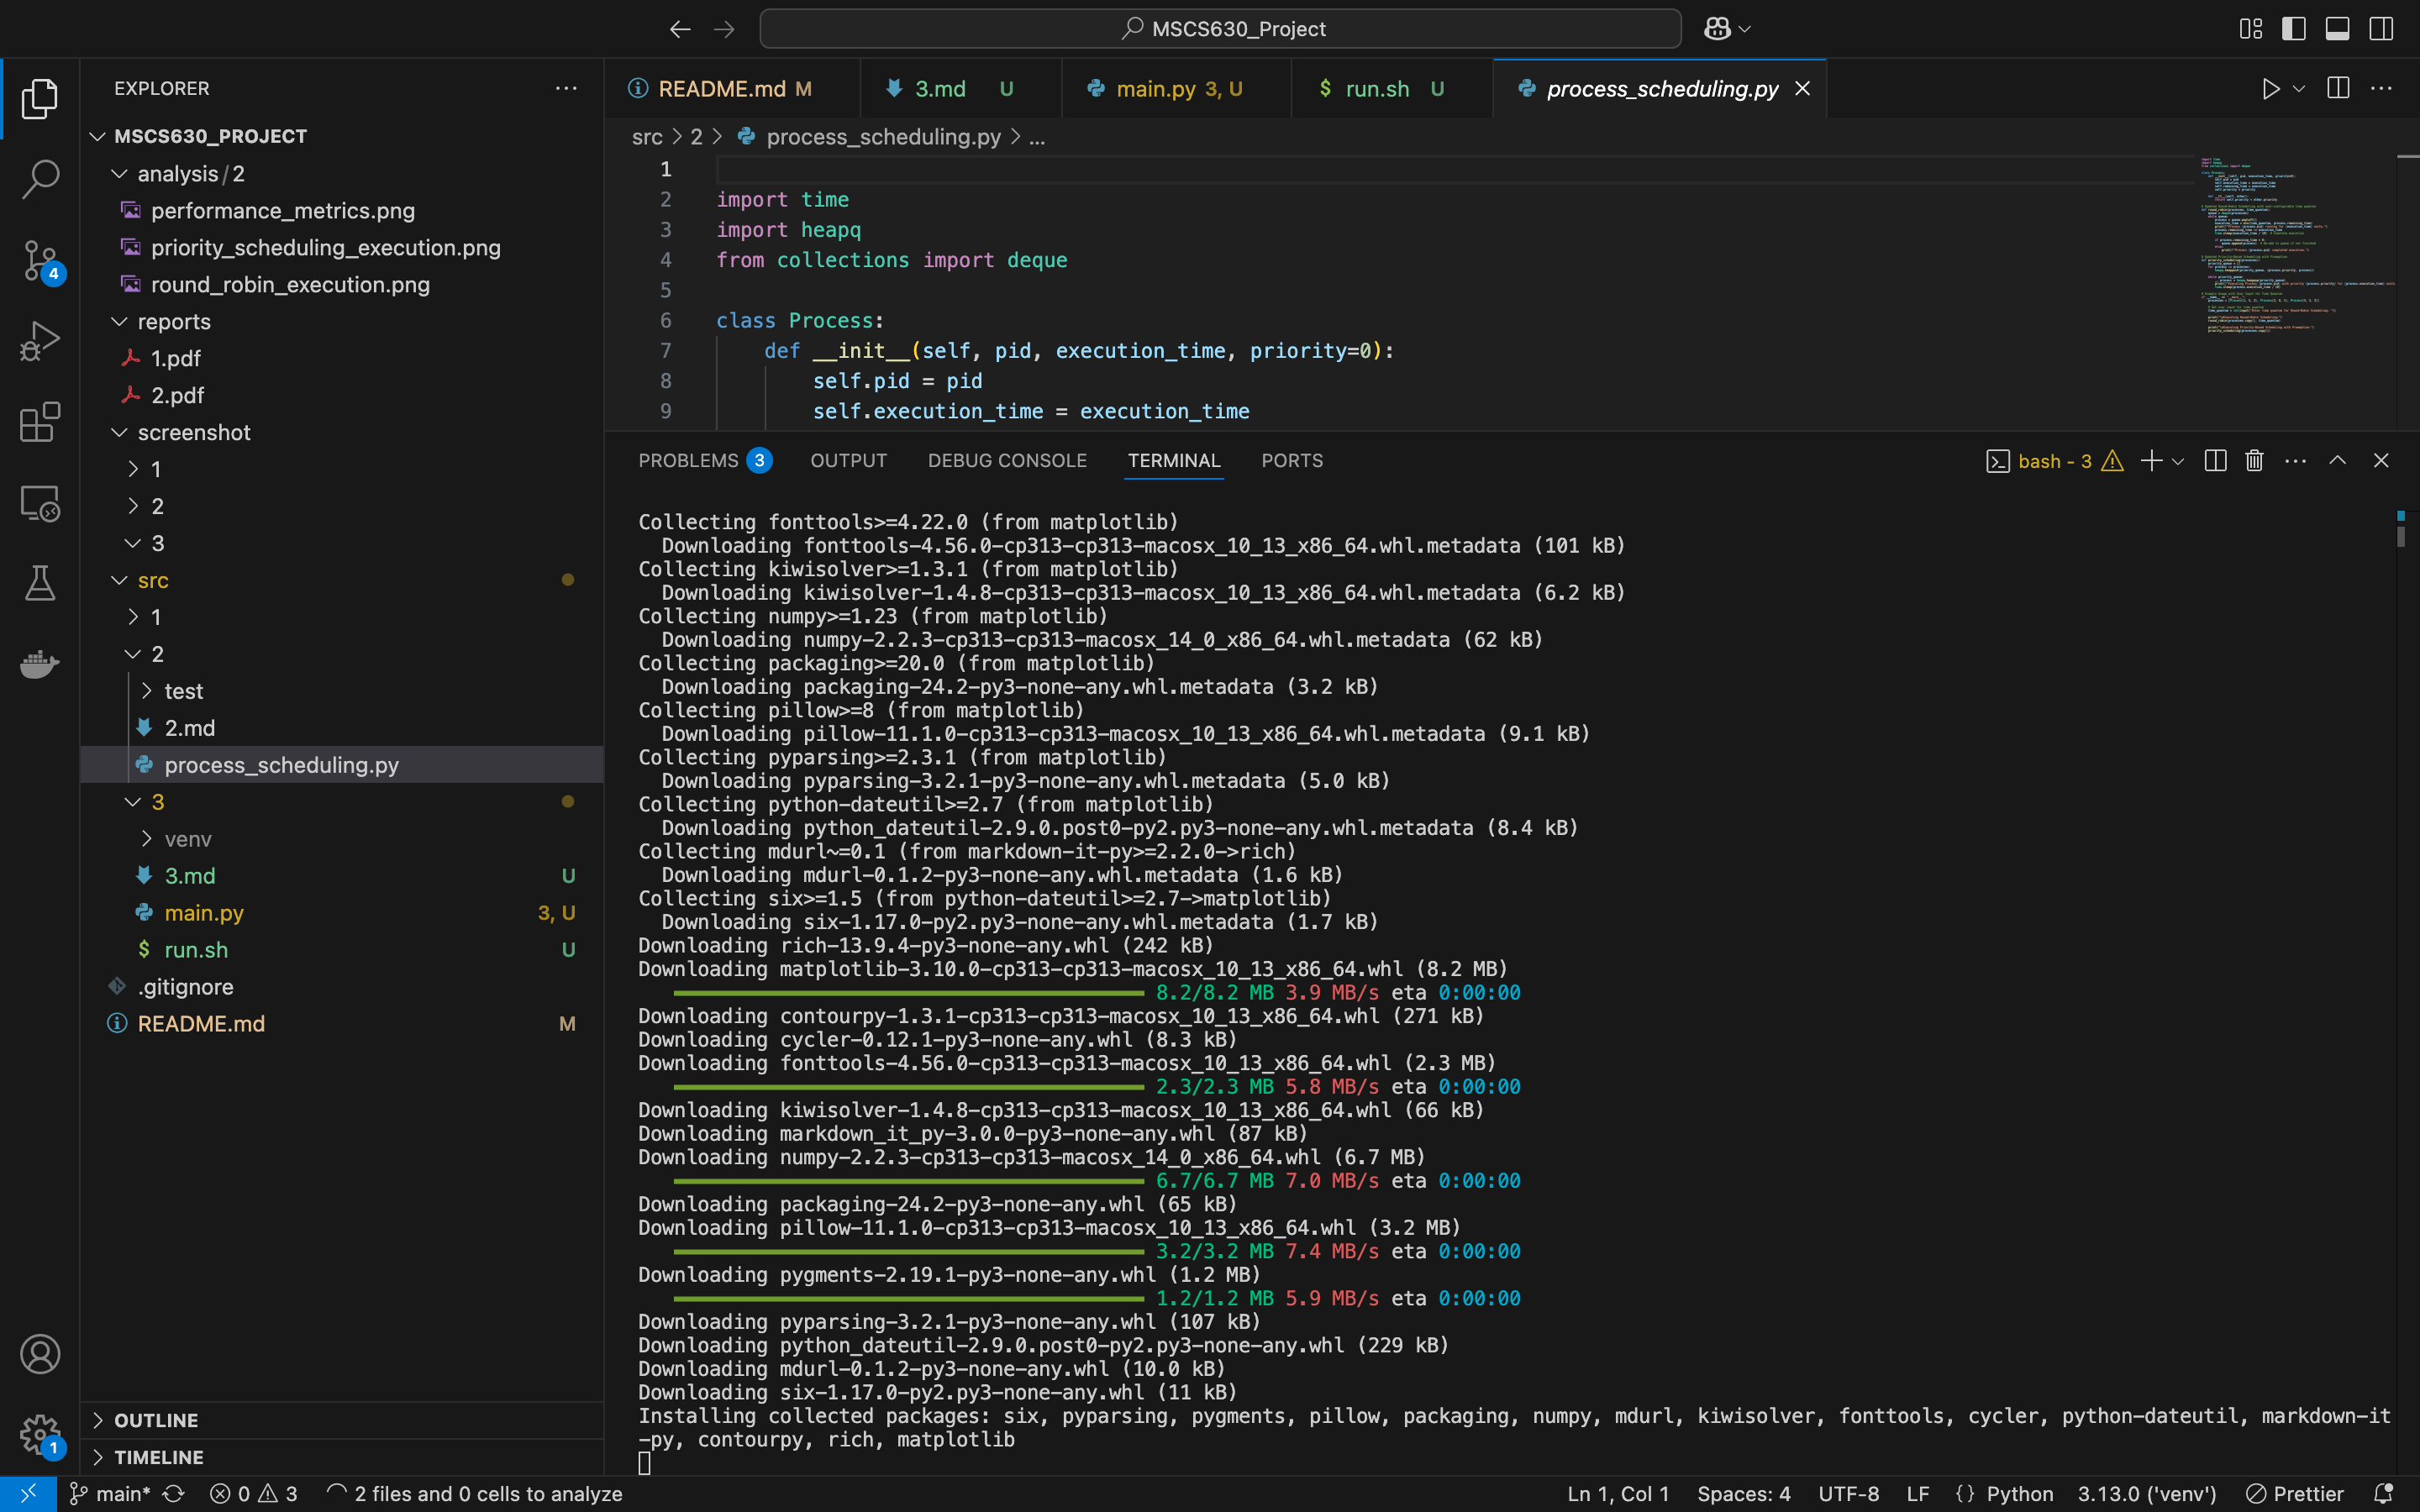 MSCS630_Project
EXPLORER
MSCS630_PROJECT
analysis / 2
performance_metrics.png
priority_scheduling_execution.png
round_robin_execution.png
reports
1.pdf
2.pdf
screenshot
1
2
3
src
1
2
test
2.md
process_scheduling.py
3
venv
3.md U
main.py 3, U
run.sh U
.gitignore
README.md M
OUTLINE
TIMELINE
4
1
README.md M
3.md U
main.py 3, U
run.sh U
process_scheduling.py
src > 2 > process_scheduling.py > ...
1
2 import time
3 import heapq
4 from collections import deque
5
6 class Process:
7 def __init__(self, pid, execution_time, priority=0):
8 self.pid = pid
9 self.execution_time = execution_time
PROBLEMS 3 OUTPUT DEBUG CONSOLE TERMINAL PORTS
bash - 3
Collecting fonttools>=4.22.0 (from matplotlib)
Downloading fonttools-4.56.0-cp313-cp313-macosx_10_13_x86_64.whl.metadata (101 kB)
Collecting kiwisolver>=1.3.1 (from matplotlib)
Downloading kiwisolver-1.4.8-cp313-cp313-macosx_10_13_x86_64.whl.metadata (6.2 kB)
Collecting numpy>=1.23 (from matplotlib)
Downloading numpy-2.2.3-cp313-cp313-macosx_14_0_x86_64.whl.metadata (62 kB)
Collecting packaging>=20.0 (from matplotlib)
Downloading packaging-24.2-py3-none-any.whl.metadata (3.2 kB)
Collecting pillow>=8 (from matplotlib)
Downloading pillow-11.1.0-cp313-cp313-macosx_10_13_x86_64.whl.metadata (9.1 kB)
Collecting pyparsing>=2.3.1 (from matplotlib)
Downloading pyparsing-3.2.1-py3-none-any.whl.metadata (5.0 kB)
Collecting python-dateutil>=2.7 (from matplotlib)
Downloading python_dateutil-2.9.0.post0-py2.py3-none-any.whl.metadata (8.4 kB)
Collecting mdurl~=0.1 (from markdown-it-py>=2.2.0->rich)
Downloading mdurl-0.1.2-py3-none-any.whl.metadata (1.6 kB)
Collecting six>=1.5 (from python-dateutil>=2.7->matplotlib)
Downloading six-1.17.0-py2.py3-none-any.whl.metadata (1.7 kB)
Downloading rich-13.9.4-py3-none-any.whl (242 kB)
Downloading matplotlib-3.10.0-cp313-cp313-macosx_10_13_x86_64.whl (8.2 MB)
8.2/8.2 MB 3.9 MB/s eta 0:00:00
Downloading contourpy-1.3.1-cp313-cp313-macosx_10_13_x86_64.whl (271 kB)
Downloading cycler-0.12.1-py3-none-any.whl (8.3 kB)
Downloading fonttools-4.56.0-cp313-cp313-macosx_10_13_x86_64.whl (2.3 MB)
2.3/2.3 MB 5.8 MB/s eta 0:00:00
Downloading kiwisolver-1.4.8-cp313-cp313-macosx_10_13_x86_64.whl (66 kB)
Downloading markdown_it_py-3.0.0-py3-none-any.whl (87 kB)
Downloading numpy-2.2.3-cp313-cp313-macosx_14_0_x86_64.whl (6.7 MB)
6.7/6.7 MB 7.0 MB/s eta 0:00:00
Downloading packaging-24.2-py3-none-any.whl (65 kB)
Downloading pillow-11.1.0-cp313-cp313-macosx_10_13_x86_64.whl (3.2 MB)
3.2/3.2 MB 7.4 MB/s eta 0:00:00
Downloading pygments-2.19.1-py3-none-any.whl (1.2 MB)
1.2/1.2 MB 5.9 MB/s eta 0:00:00
Downloading pyparsing-3.2.1-py3-none-any.whl (107 kB)
Downloading python_dateutil-2.9.0.post0-py2.py3-none-any.whl (229 kB)
Downloading mdurl-0.1.2-py3-none-any.whl (10.0 kB)
Downloading six-1.17.0-py2.py3-none-any.whl (11 kB)
Installing collected packages: six, pyparsing, pygments, pillow, packaging, numpy, mdurl, kiwisolver, fonttools, cycler, python-dateutil, markdown-it
-py, contourpy, rich, matplotlib
main* 0 3 2 files and 0 cells to analyze
Ln 1, Col 1 Spaces: 4 UTF-8 LF {} Python 3.13.0 ('venv') Prettier